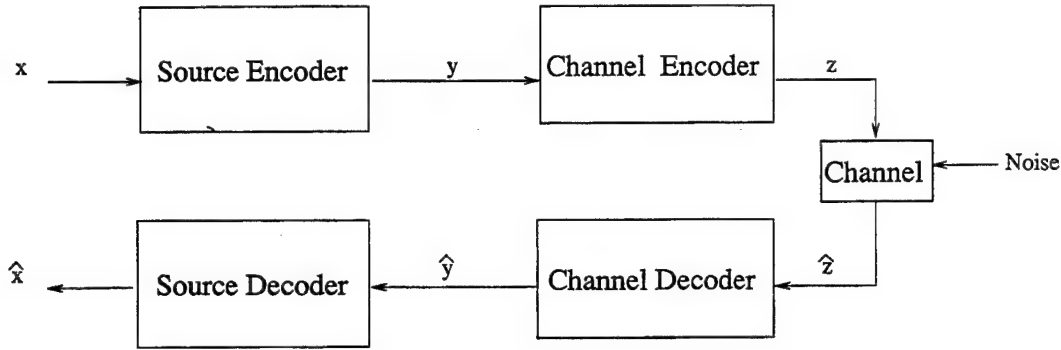 x
Source Encoder
y
Channel Encoder
z
Channel
Noise
x̂
Source Decoder
ŷ
Channel Decoder
ẑ